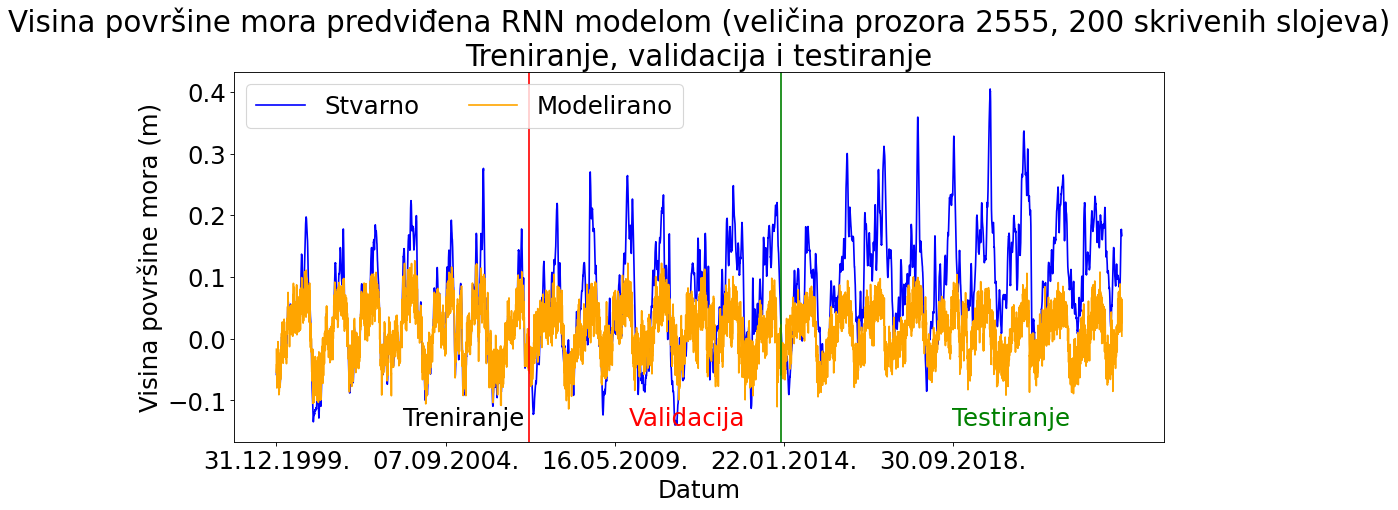 Visina površine mora predviđena RNN modelom (veličina prozora 2555, 200 skrivenih slojeva)
Treniranje, validacija i testiranje
Stvarno
Modelirano
Visina površine mora (m)
0.4
0.3
0.2
0.1
0.0
−0.1
Treniranje
Validacija
Testiranje
31.12.1999.
07.09.2004.
16.05.2009.
22.01.2014.
30.09.2018.
Datum